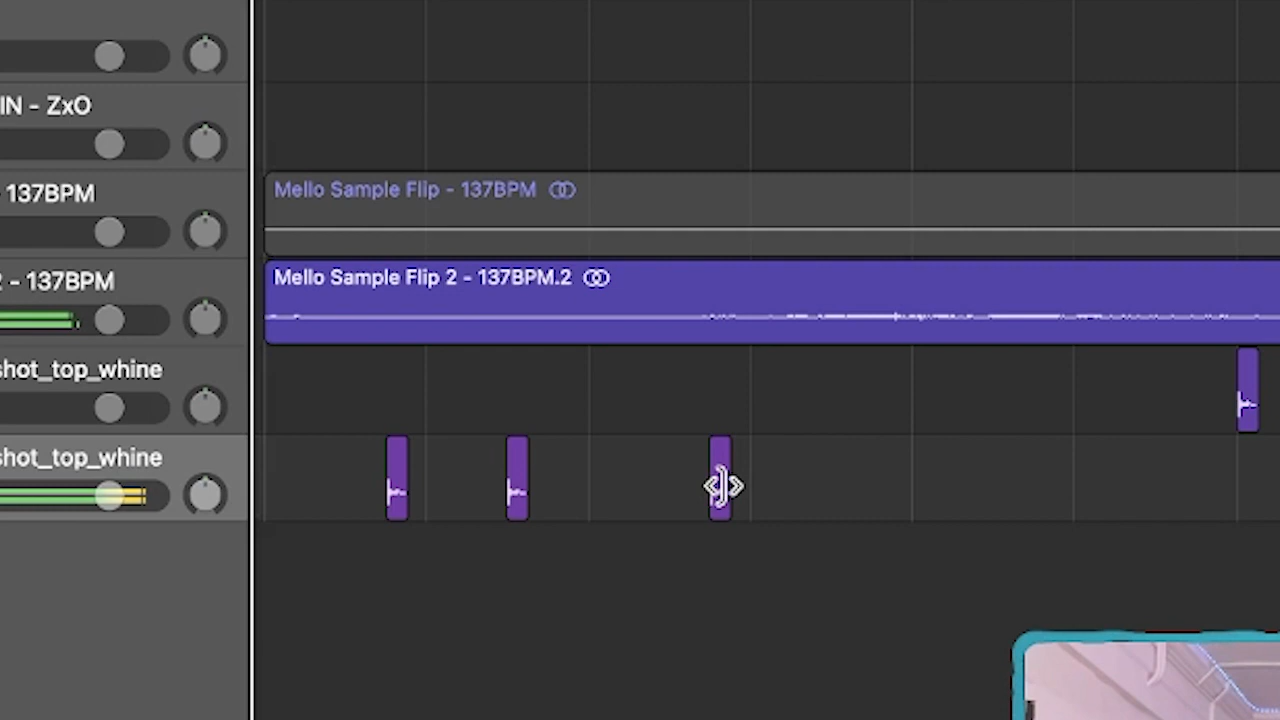 IN - ZxO
137BPM
Mello Sample Flip - 137BPM
- 137BPM
Mello Sample Flip 2 - 137BPM.2
shot_top_whine
shot_top_whine